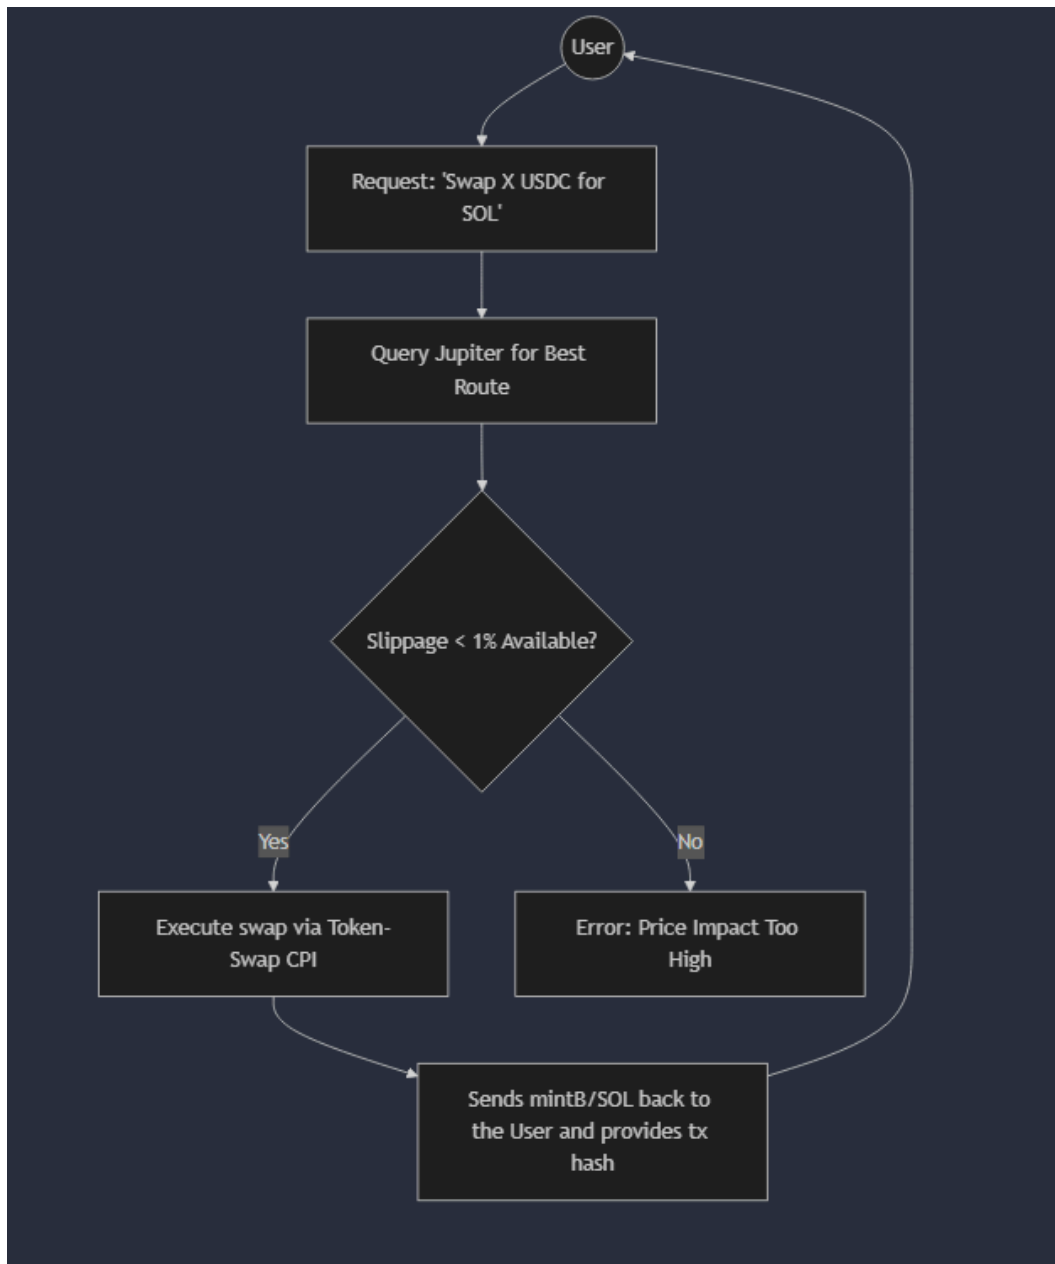 User
Request: 'Swap X USDC for
SOL'
Query Jupiter for Best
Route
Slippage < 1% Available?
Yes
No
Execute swap via Token-
Swap CPI
Error: Price Impact Too
High
Sends mintB/SOL back to
the User and provides tx
hash